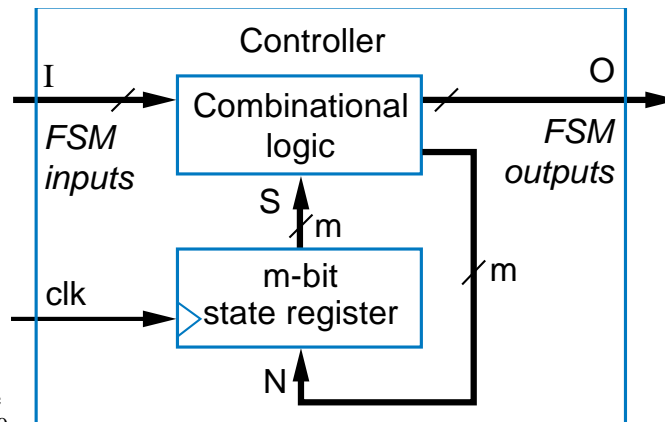 Controller
I
O
Combinational
logic
FSM
inputs
FSM
outputs
S
m
m
m-bit
state register
clk
N